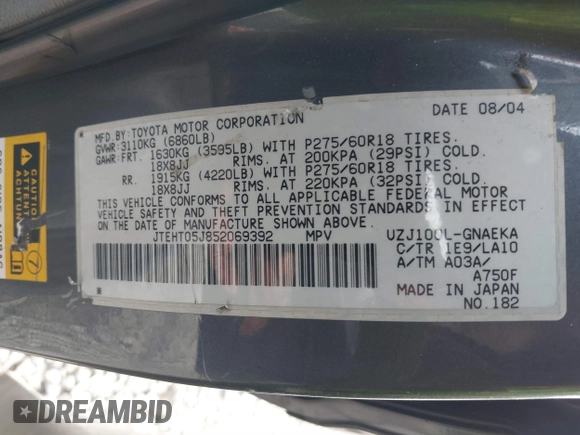 DATE 08/04
MFD.BY:TOYOTA MOTOR CORPORATION
GVWR:3110KG (6860LB)
GAWR:FRT. 1630KG (3595LB) WITH P275/60R18 TIRES.
18X8JJ RIMS. AT 200KPA (29PSI) COLD.
RR. 1915KG (4220LB) WITH P275/60R18 TIRES.
18X8JJ RIMS. AT 220KPA (32PSI) COLD.
THIS VEHICLE CONFORMS TO ALL APPLICABLE FEDERAL MOTOR
VEHICLE SAFETY AND THEFT PREVENTION STANDARDS IN EFFECT
ON THE DATE OF MANUFACTURE SHOWN ABOVE.
JTEHT05J852069392 MPV UZJ100L-GNAEKA
C/TR 1E9/LA10
A/TM A03A/
A750F
MADE IN JAPAN
NO.182
CAUTION
ATTENTION
ACHTUNG
DREAMBID